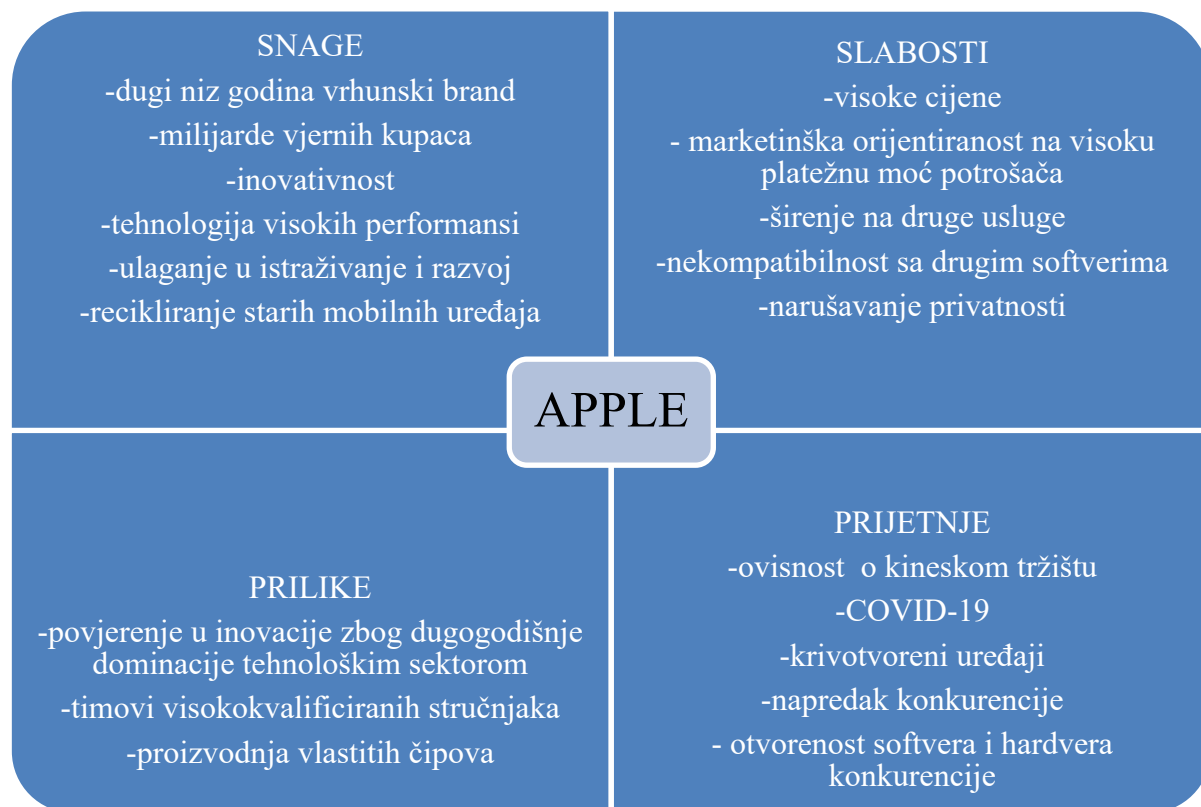 SNAGE
-dugi niz godina vrhunski brand
-milijarde vjernih kupaca
-inovativnost
-tehnologija visokih performansi
-ulaganje u istraživanje i razvoj
-recikliranje starih mobilnih uređaja
SLABOSTI
-visoke cijene
- marketinška orijentiranost na visoku
platežnu moć potrošača
-širenje na druge usluge
-nekompatibilnost sa drugim softverima
-narušavanje privatnosti
APPLE
PRILIKE
-povjerenje u inovacije zbog dugogodišnje
dominacije tehnološkim sektorom
-timovi visokokvalificiranih stručnjaka
-proizvodnja vlastitih čipova
PRIJETNJE
-ovisnost  o kineskom tržištu
-COVID-19
-krivotvoreni uređaji
-napredak konkurencije
- otvorenost softvera i hardvera
konkurencije